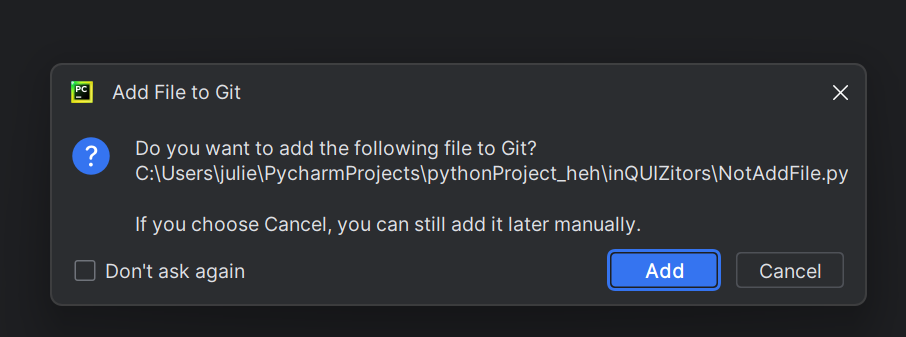 PC
Add File to Git
?
Do you want to add the following file to Git?
C:\Users\julie\PycharmProjects\pythonProject_heh\inQUIZitors\NotAddFile.py
If you choose Cancel, you can still add it later manually.
Don't ask again
Add
Cancel